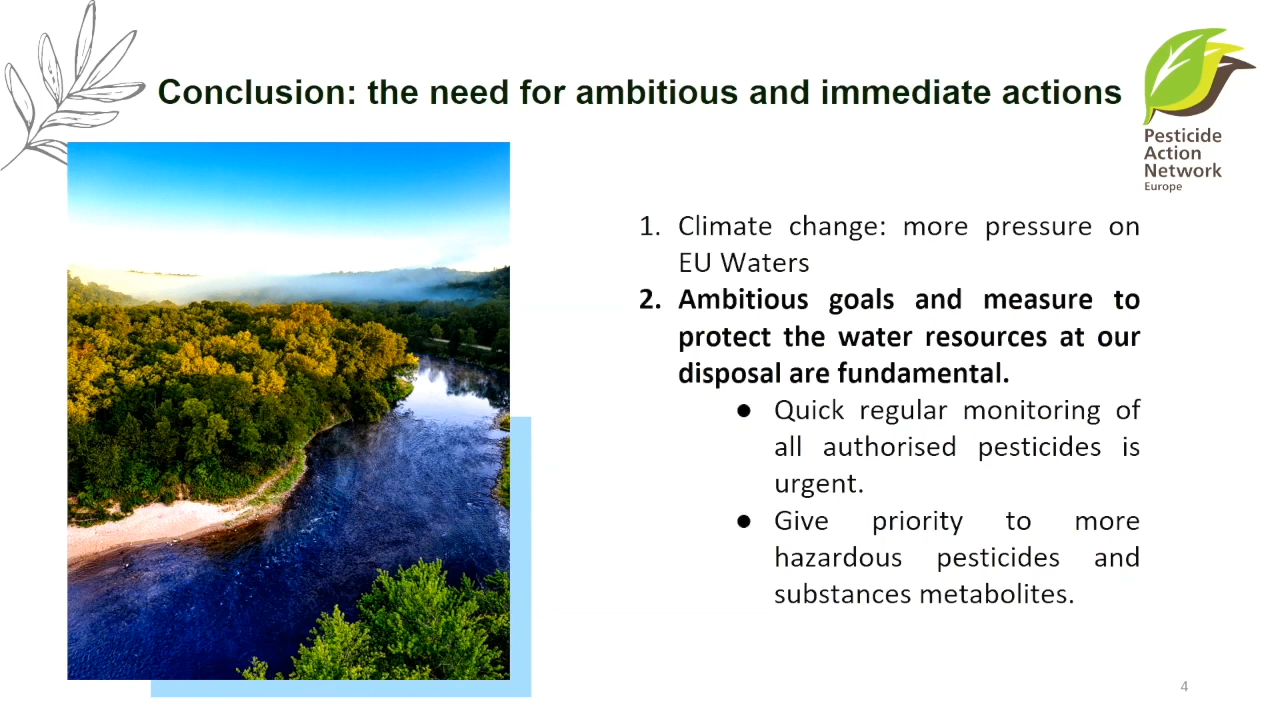 Conclusion: the need for ambitious and immediate actions
Pesticide
Action
Network
Europe
1. Climate change: more pressure on
EU Waters
2. Ambitious goals and measure to
protect the water resources at our
disposal are fundamental.
● Quick regular monitoring of
all authorised pesticides is
urgent.
● Give priority to more
hazardous pesticides and
substances metabolites.
4